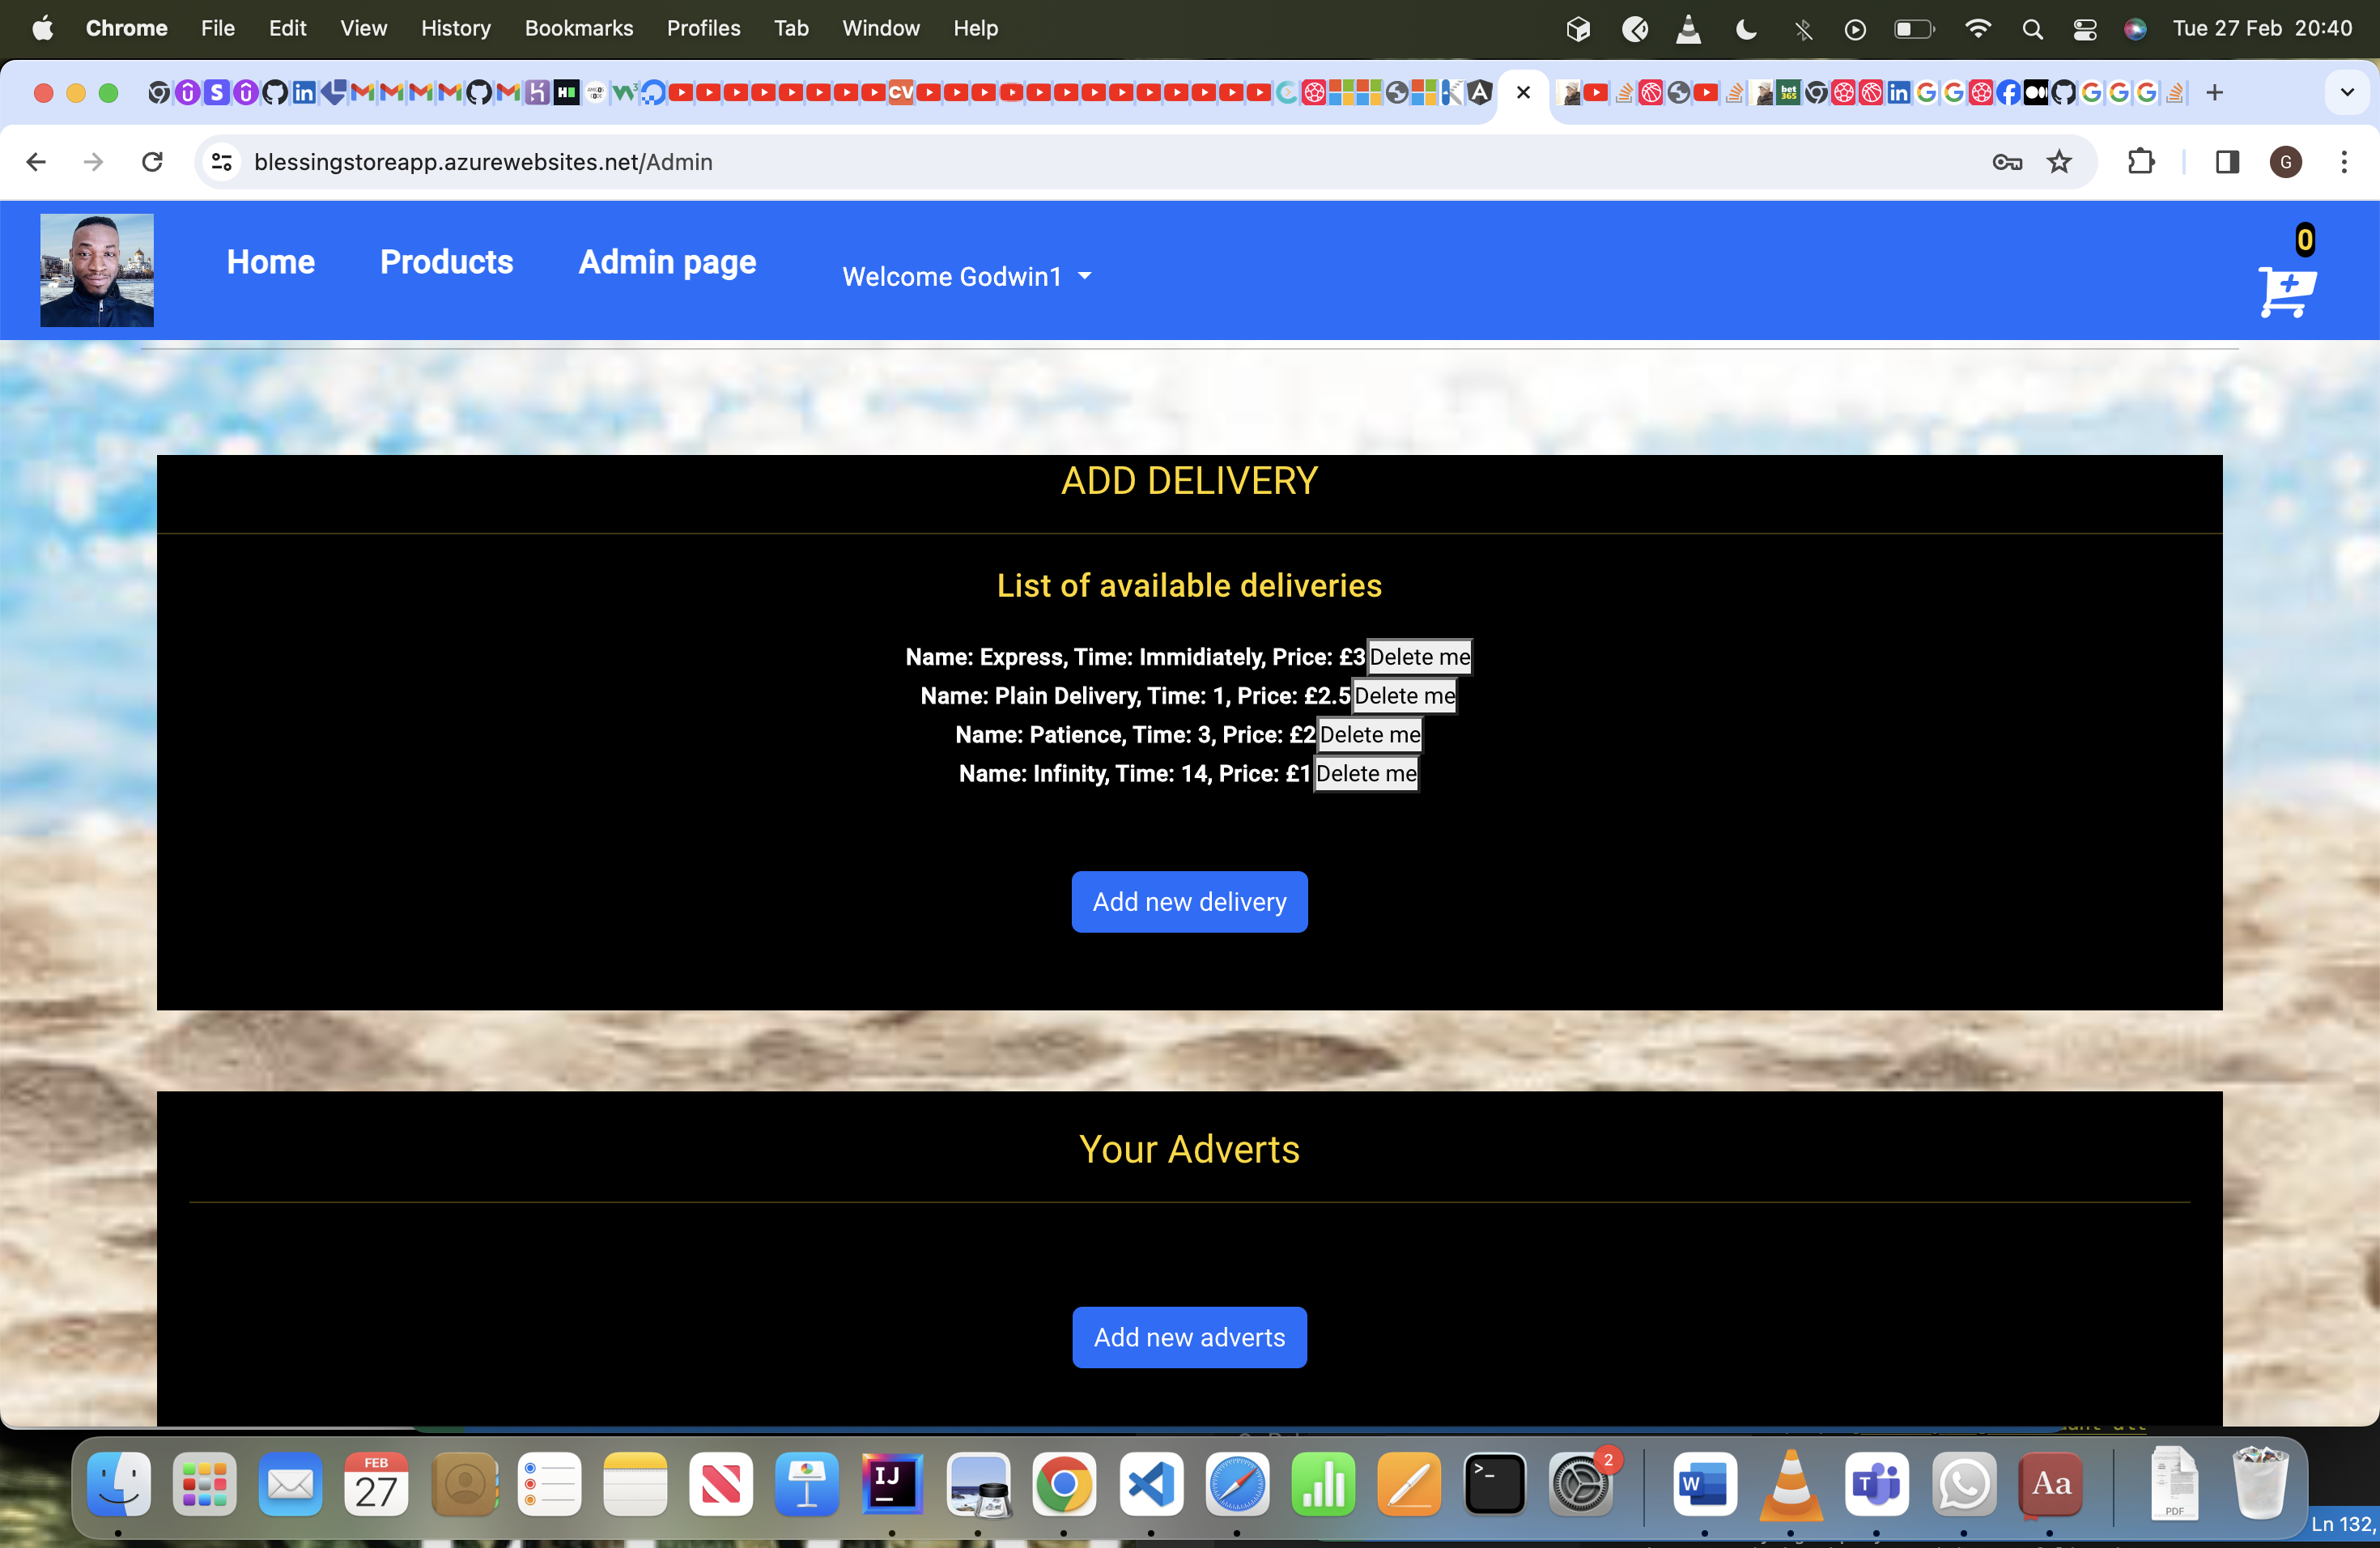 Chrome File Edit View History Bookmarks Profiles Tab Window Help Tue 27 Feb 20:40
blessingstoreapp.azurewebsites.net/Admin G
0
Home Products Admin page Welcome Godwin1
ADD DELIVERY
List of available deliveries
Name: Express, Time: Immidiately, Price: £3 Delete me
Name: Plain Delivery, Time: 1, Price: £2.5 Delete me
Name: Patience, Time: 3, Price: £2 Delete me
Name: Infinity, Time: 14, Price: £1 Delete me
Add new delivery
Your Adverts
Add new adverts
FEB
27
IJ
>_
2
W
T
Aa
PDF
Ln 132,